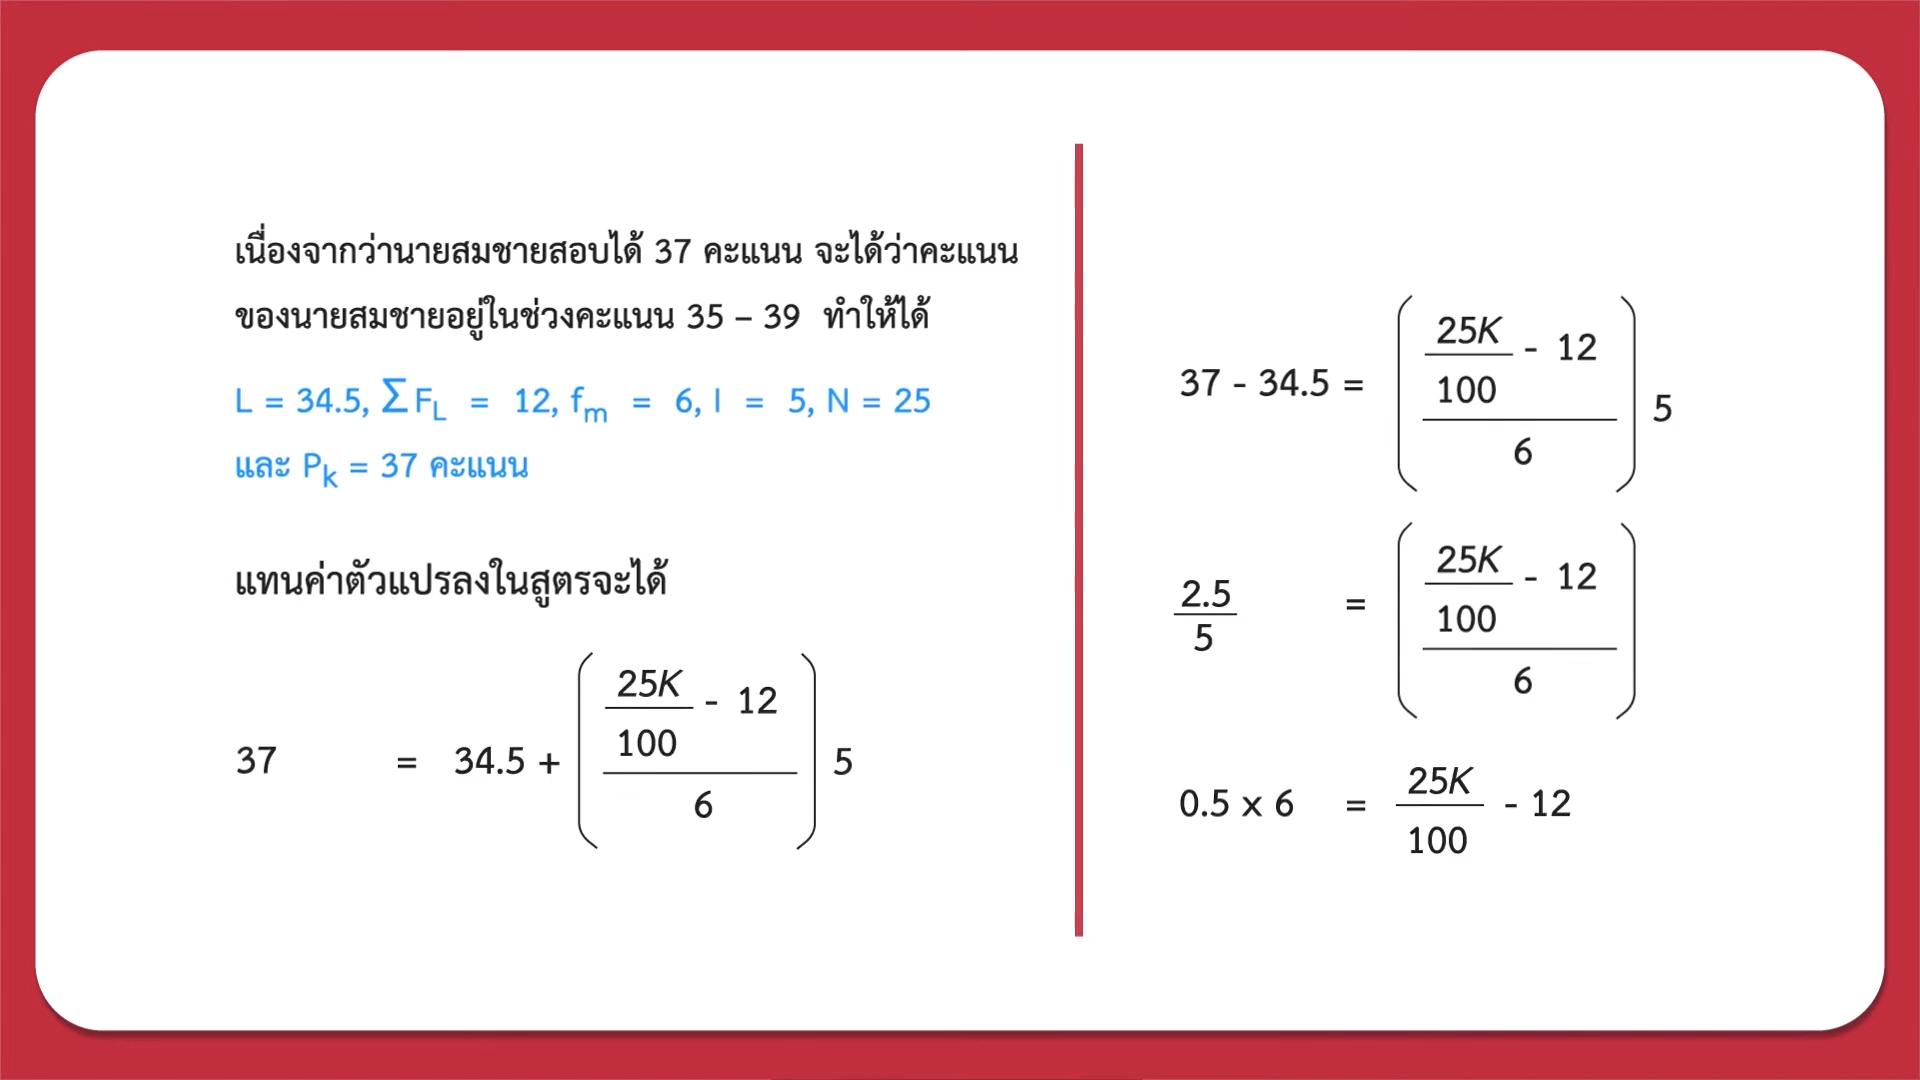 เนื่องจากว่านายสมชายสอบได้ 37 คะแนน จะได้ว่าคะแนน
ของนายสมชายอยู่ในช่วงคะแนน 35 – 39 ทำให้ได้
L = 34.5, ΣF_L = 12, f_m = 6, I = 5, N = 25
และ P_k = 37 คะแนน
แทนค่าตัวแปรลงในสูตรจะได้
37 = 34.5 + ((25K/100 - 12)/6) 5
37 - 34.5 = ((25K/100 - 12)/6) 5
2.5/5 = ((25K/100 - 12)/6)
0.5 x 6 = 25K/100 - 12